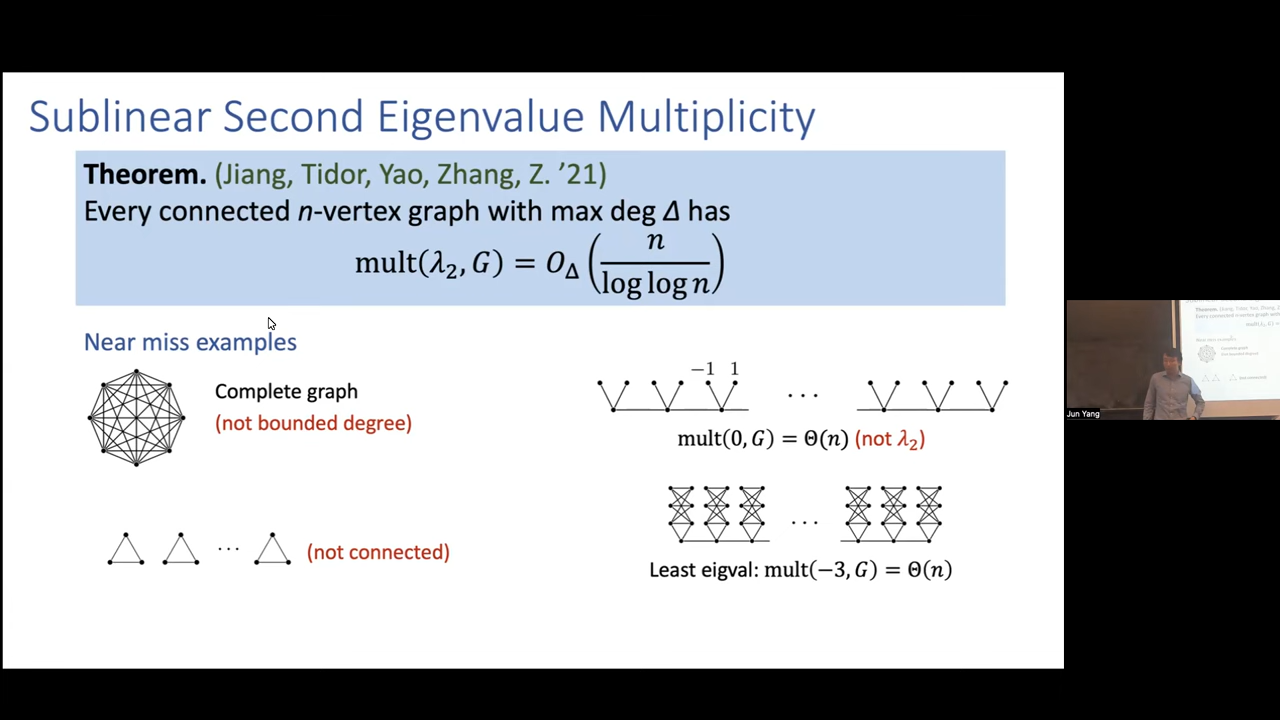 Sublinear Second Eigenvalue Multiplicity
Theorem. (Jiang, Tidor, Yao, Zhang, Z. ’21)
Every connected n-vertex graph with max deg Δ has
mult(λ₂, G) = O_Δ(n / log log n)
Near miss examples
Complete graph
(not bounded degree)
⋯
(not connected)
−1 1
⋯
mult(0, G) = Θ(n) (not λ₂)
⋯
Least eigval: mult(−3, G) = Θ(n)
Jun Yang